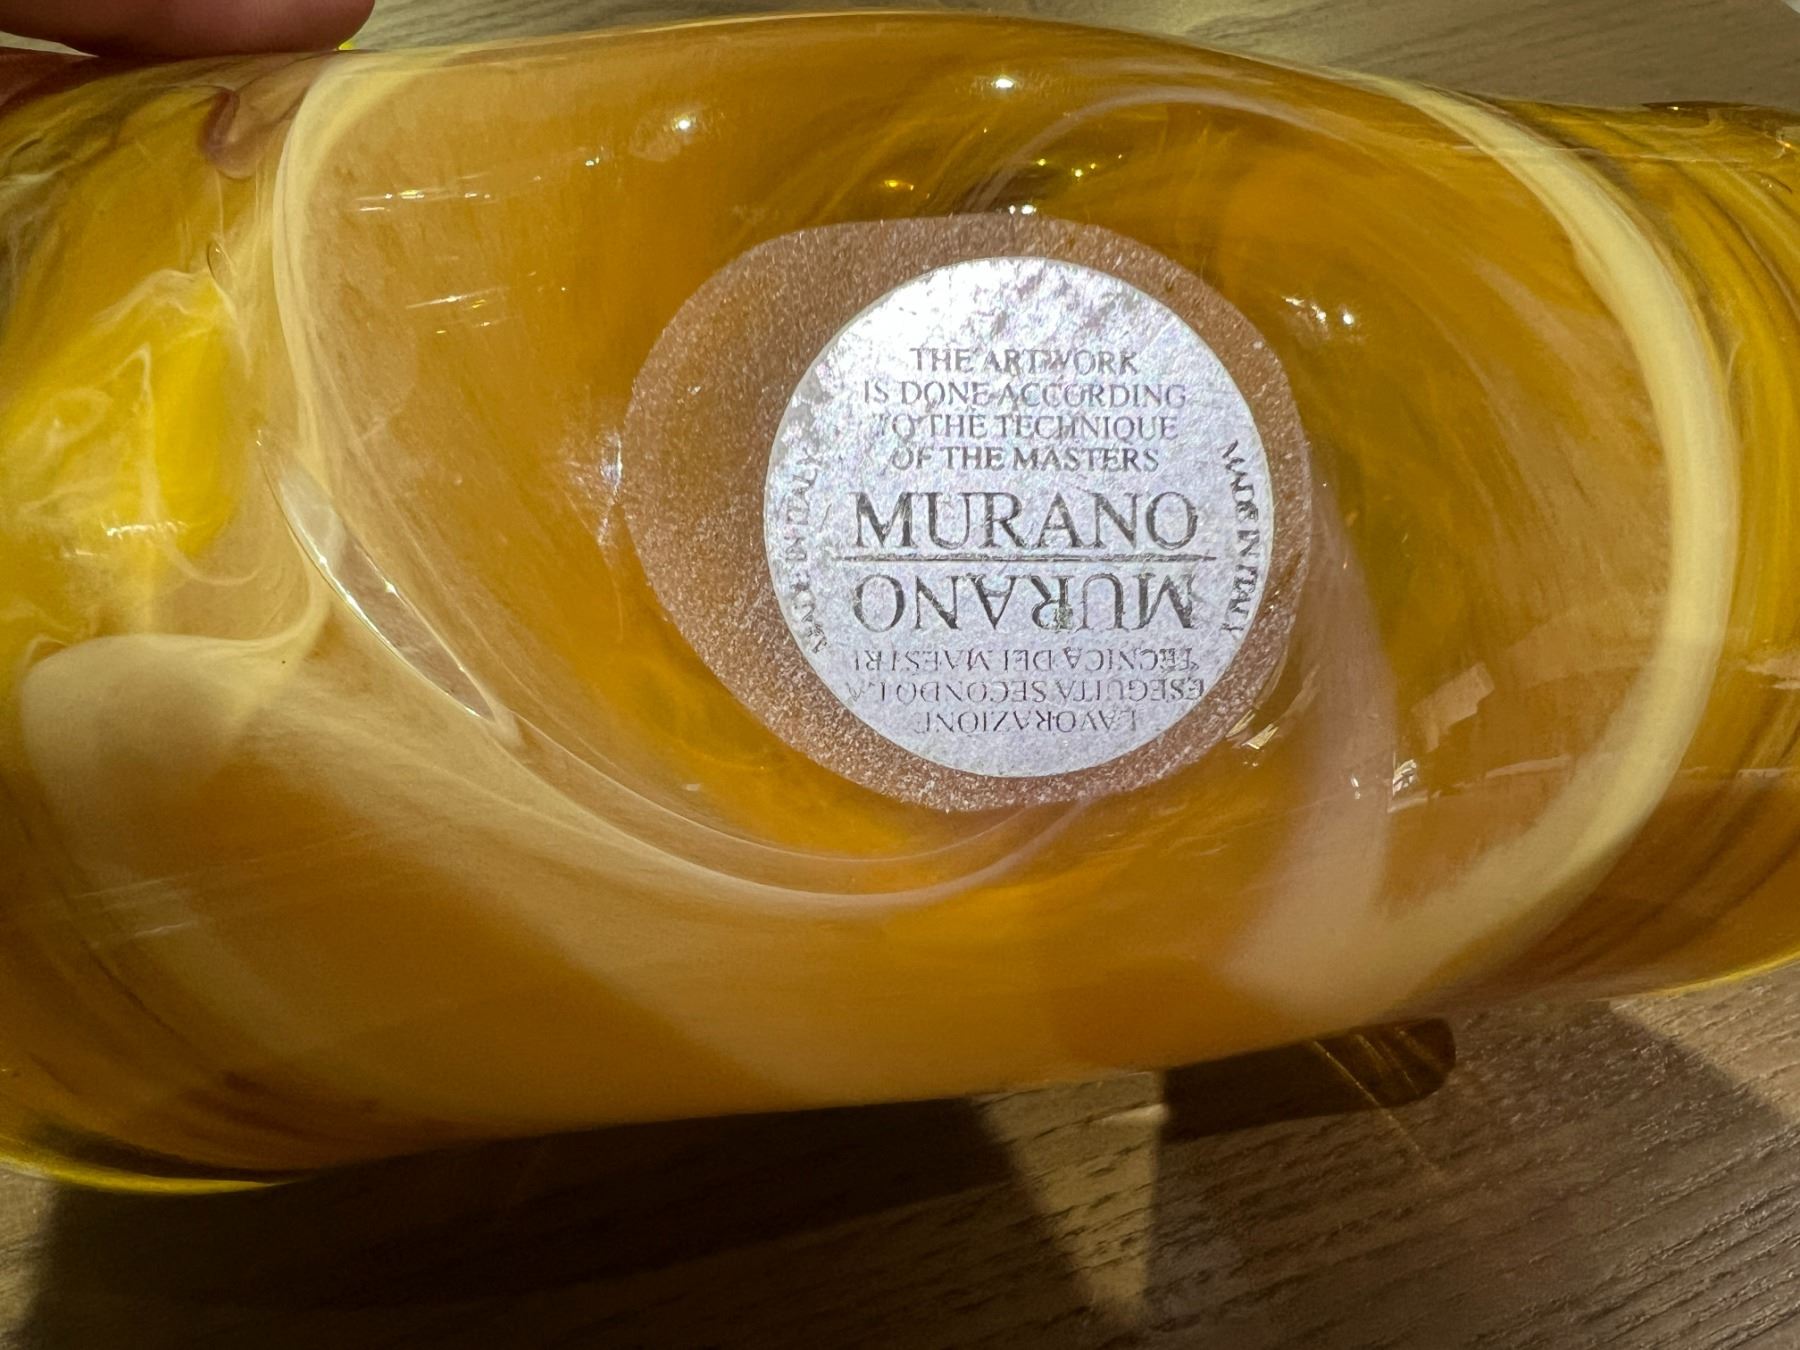 THE ARTWORK
IS DONE ACCORDING
TO THE TECHNIQUE
OF THE MASTERS
MURANO
MURANO
LAVORAZIONE
ESEGUITA SECONDO LA
TECNICA DEI MAESTRI
MADE IN ITALY
MADE IN ITALY